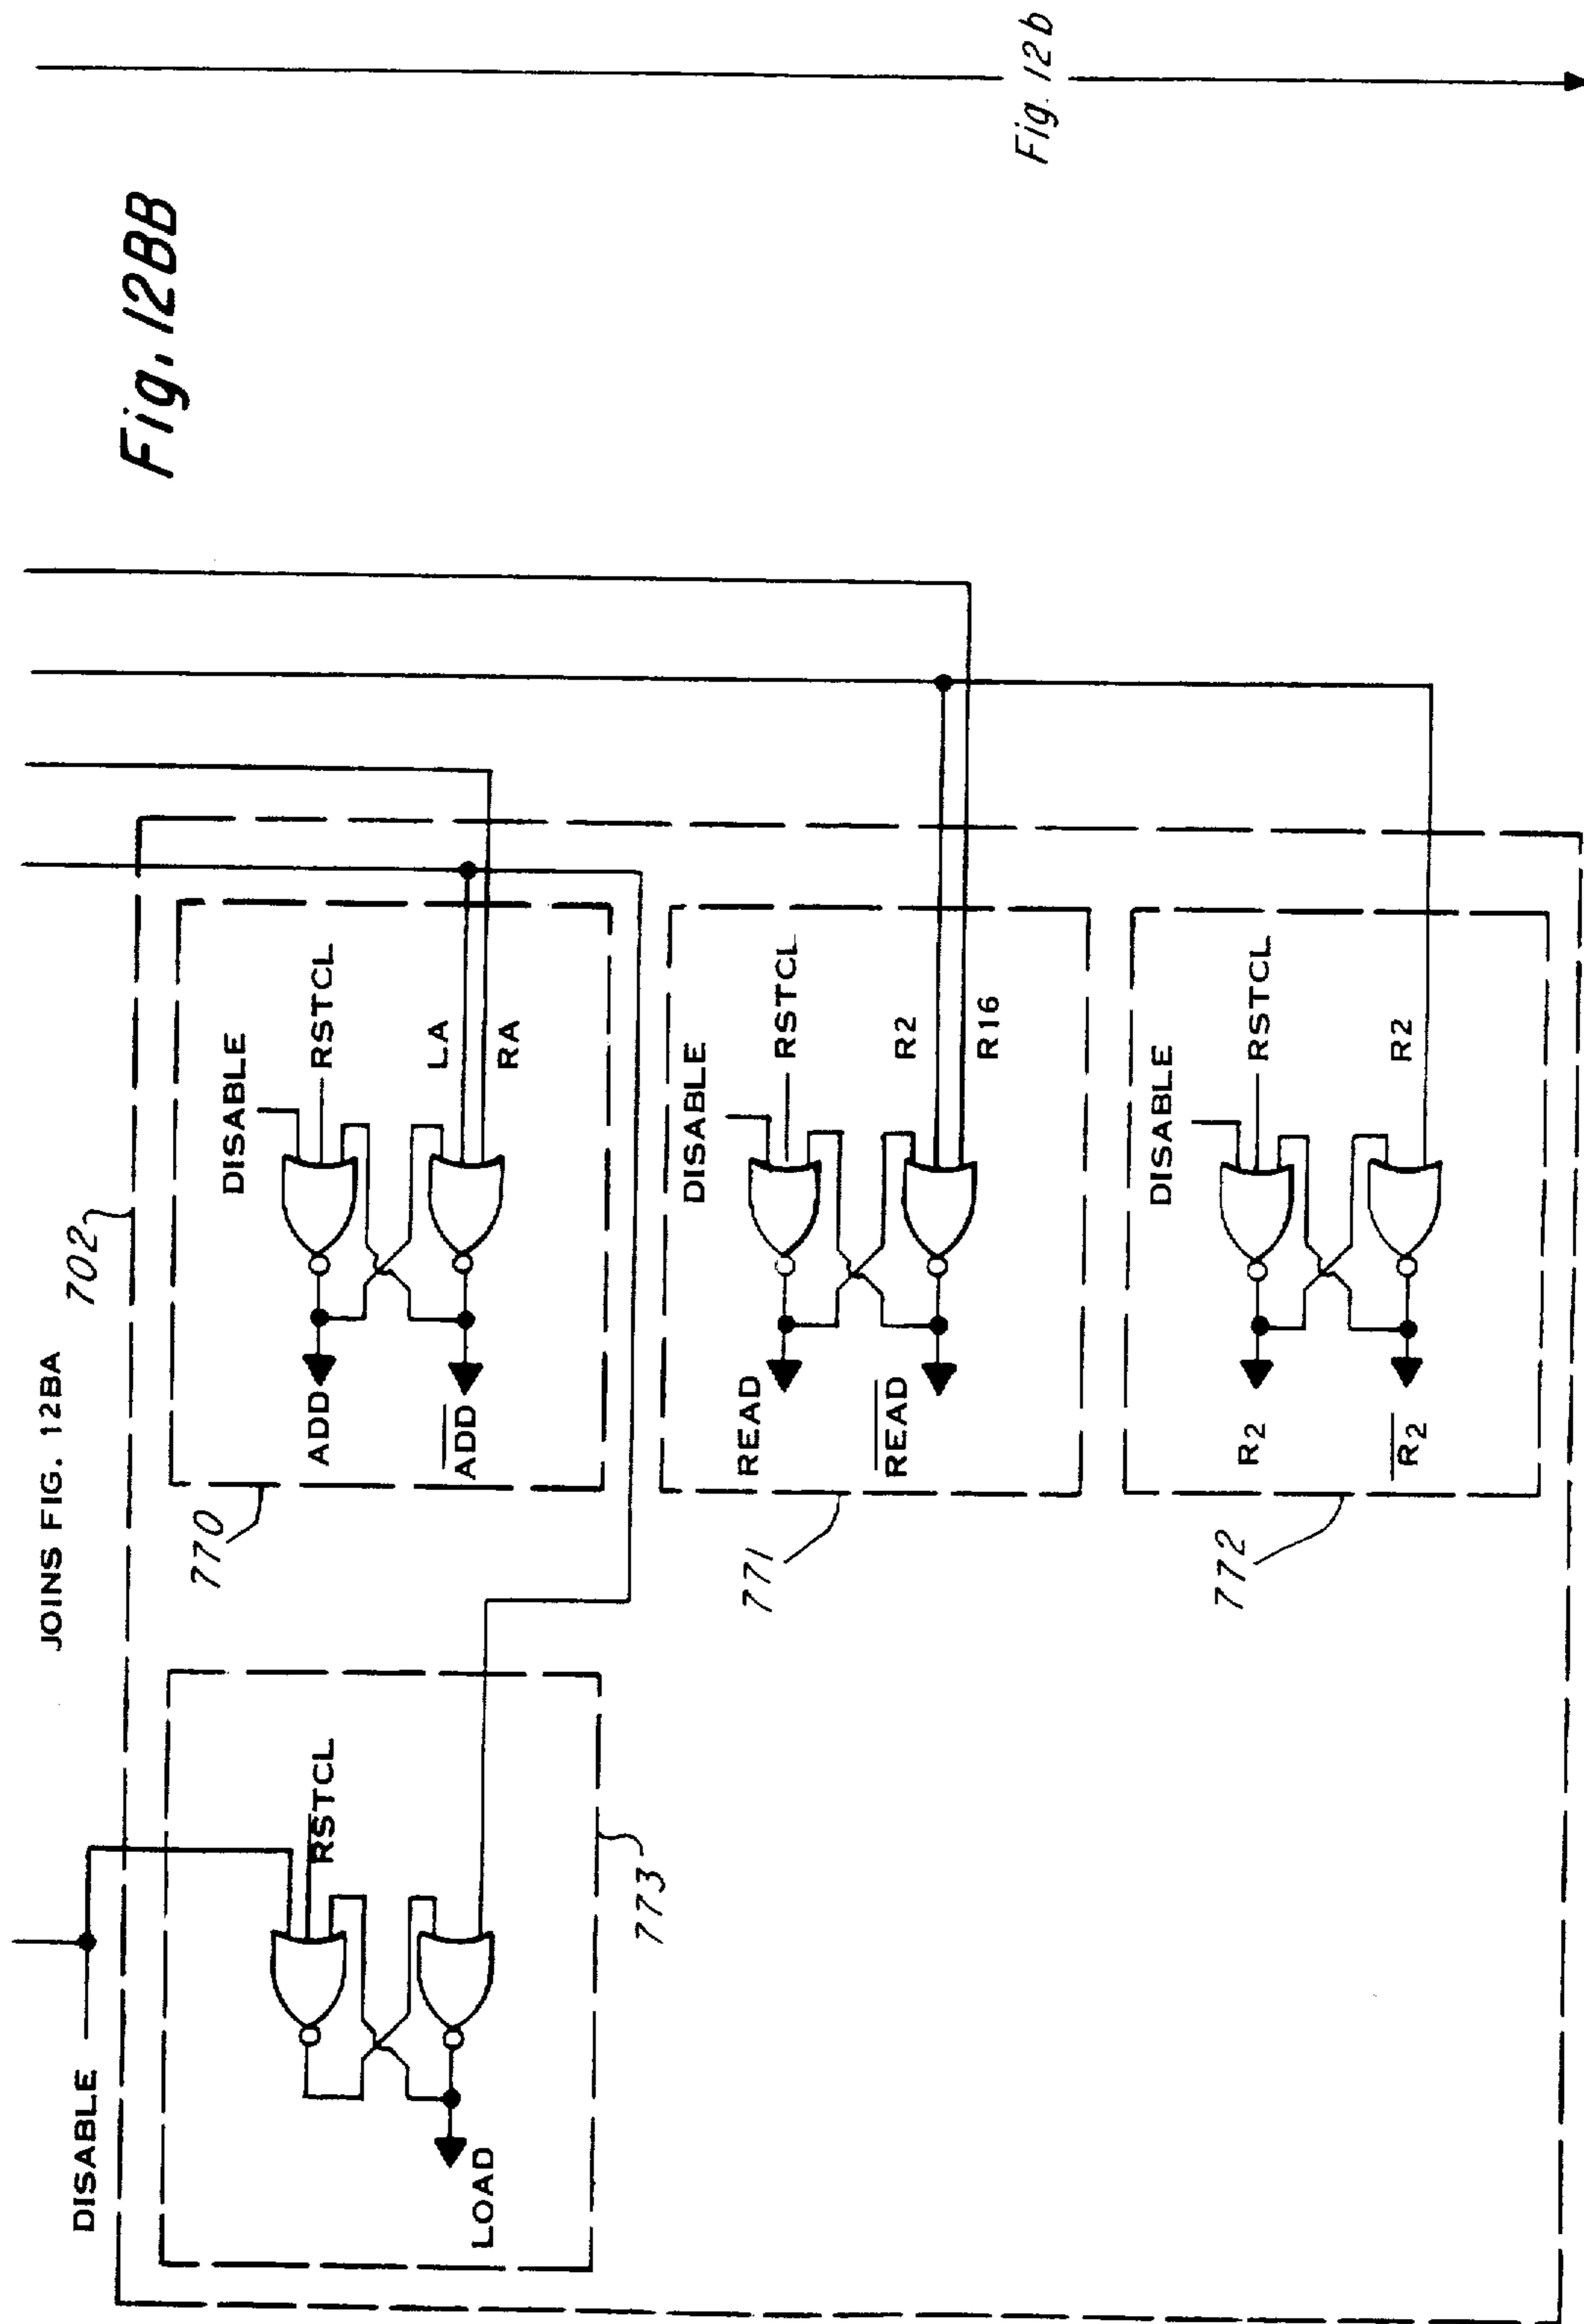 Fig. 12BB
Fig. 12b
JOINS FIG. 12BA
702
DISABLE
RSTCL
LOAD
773
770
DISABLE
RSTCL
LA
RA
ADD
ADD
771
DISABLE
RSTCL
R2
R16
READ
READ
772
DISABLE
RSTCL
R2
R2
R2